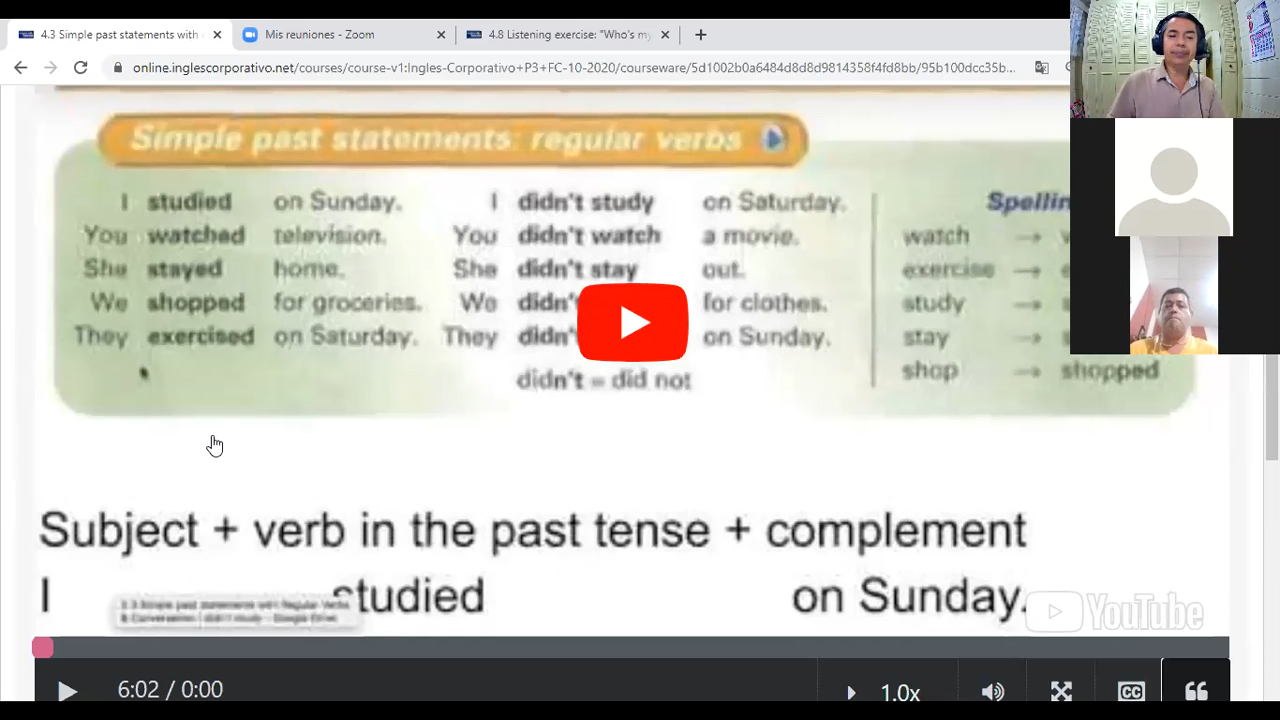 4.3 Simple past statements with
Mis reuniones - Zoom
4.8 Listening exercise: "Who's my
online.inglescorporativo.net/courses/course-v1:Ingles-Corporativo+P3+FC-10-2020/courseware/5d1002b0a6484d8d8d9814358f4fd8bb/95b100dcc35b...
Simple past statements: regular verbs
I studied on Sunday. I didn't study on Saturday. Spellin
You watched television. You didn't watch a movie. watch →
She stayed home. She didn't stay out. exercise →
We shopped for groceries. We didn' for clothes. study →
They exercised on Saturday. They didn' on Sunday. stay →
didn't = did not shop → shopped
Subject + verb in the past tense + complement
I studied on Sunday.
YouTube
6:02 / 0:00 1.0x CC